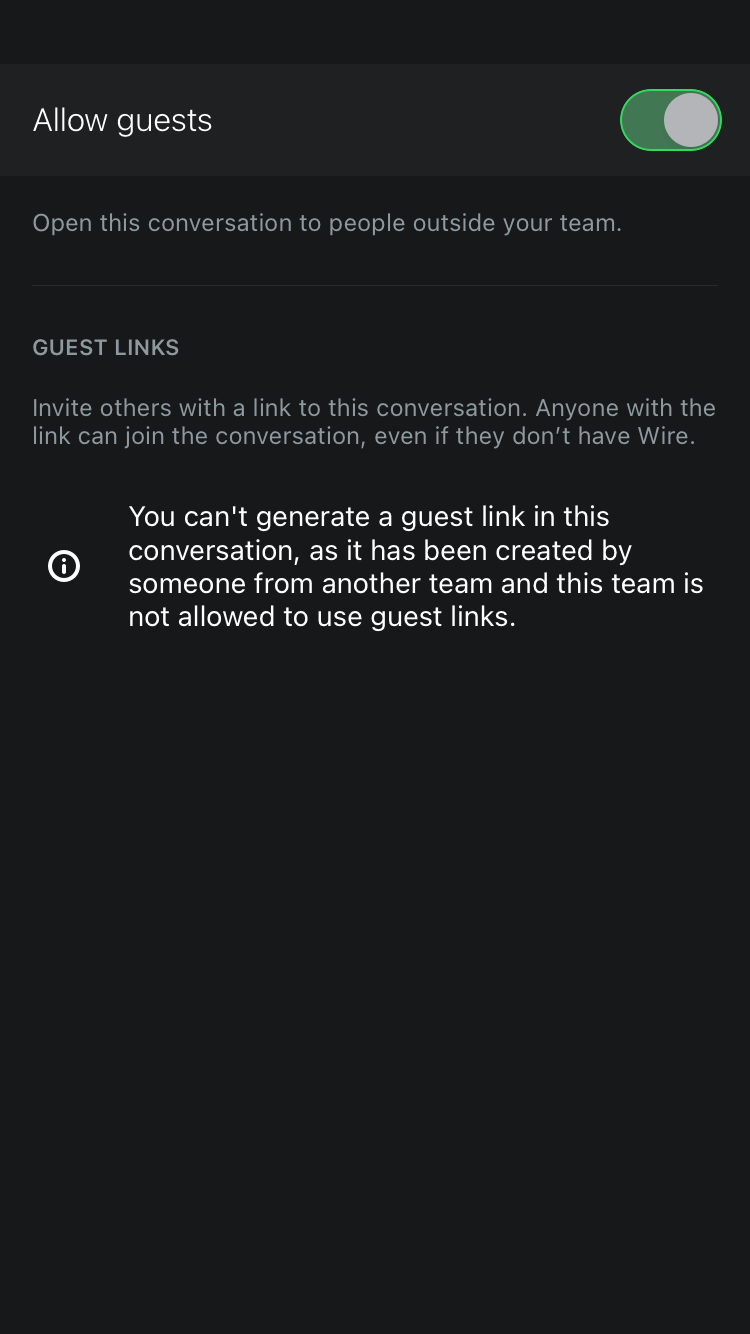 Allow guests
Open this conversation to people outside your team.
GUEST LINKS
Invite others with a link to this conversation. Anyone with the
link can join the conversation, even if they don’t have Wire.
You can't generate a guest link in this
conversation, as it has been created by
someone from another team and this team is
not allowed to use guest links.